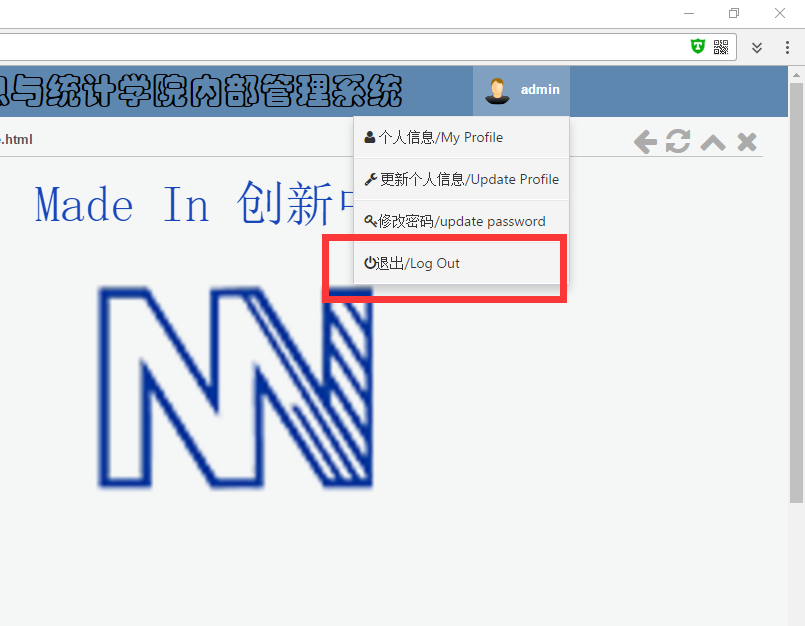 与统计学院内部管理系统
admin
.html
个人信息/My Profile
更新个人信息/Update Profile
Made In 创新
修改密码/update password
退出/Log Out